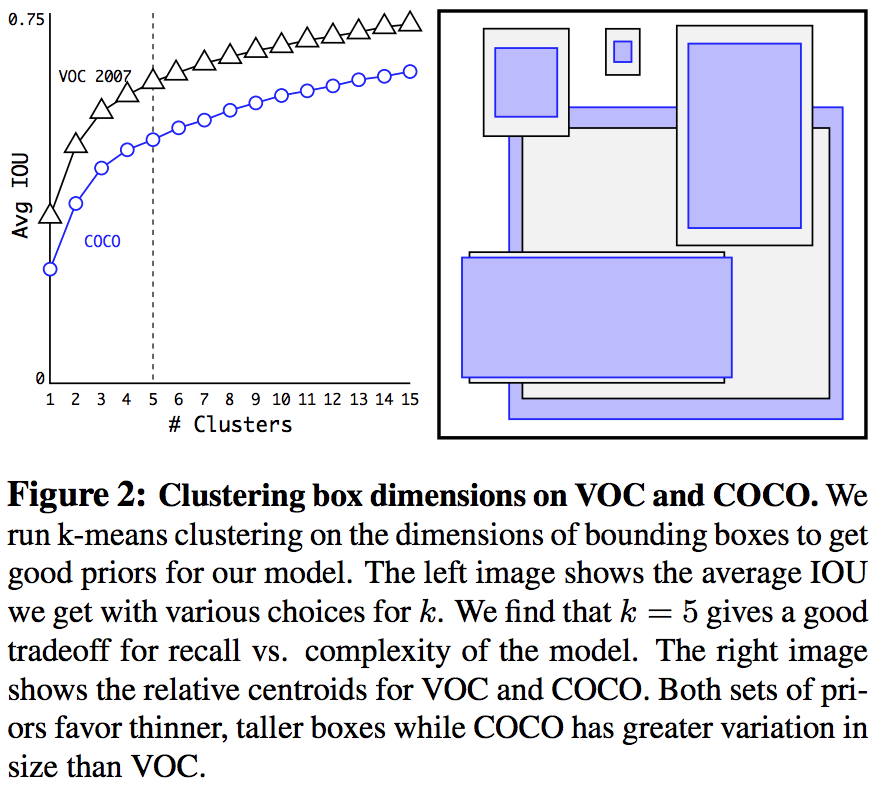 0.75
VOC 2007
Avg IOU
COCO
0
1 2 3 4 5 6 7 8 9 10 11 12 13 14 15
# Clusters
Figure 2: Clustering box dimensions on VOC and COCO. We
run k-means clustering on the dimensions of bounding boxes to get
good priors for our model. The left image shows the average IOU
we get with various choices for k. We find that k = 5 gives a good
tradeoff for recall vs. complexity of the model. The right image
shows the relative centroids for VOC and COCO. Both sets of pri-
ors favor thinner, taller boxes while COCO has greater variation in
size than VOC.